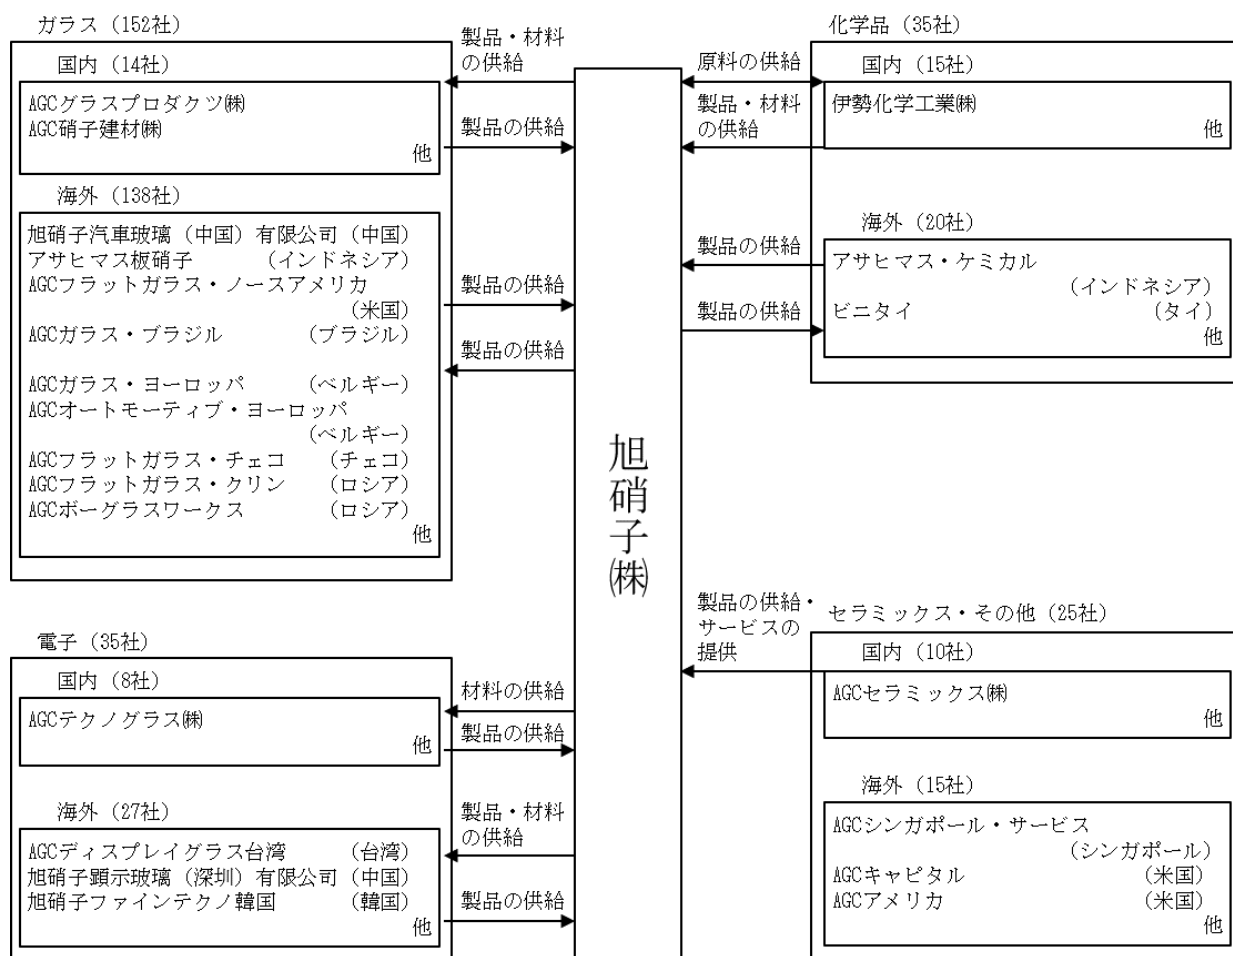 ガラス（152社）
国内（14社）
AGCグラスプロダクツ㈱
AGC硝子建材㈱
他
製品・材料
の供給
製品の供給
海外（138社）
旭硝子汽車玻璃（中国）有限公司（中国）
アサヒマス板硝子　　　（インドネシア）
AGCフラットガラス・ノースアメリカ
（米国）
AGCガラス・ブラジル　　　（ブラジル）
AGCガラス・ヨーロッパ　　（ベルギー）
AGCオートモーティブ・ヨーロッパ
（ベルギー）
AGCフラットガラス・チェコ　（チェコ）
AGCフラットガラス・クリン　（ロシア）
AGCボーグラスワークス　　　（ロシア）
他
製品の供給
製品の供給
電子（35社）
国内（8社）
AGCテクノグラス㈱
他
材料の供給
製品の供給
海外（27社）
AGCディスプレイグラス台湾　　（台湾）
旭硝子顕示玻璃（深圳）有限公司（中国）
旭硝子ファインテクノ韓国　　　（韓国）
他
製品・材料
の供給
製品の供給
旭硝子㈱
化学品（35社）
国内（15社）
伊勢化学工業㈱
他
原料の供給
製品・材料
の供給
海外（20社）
アサヒマス・ケミカル
（インドネシア）
ビニタイ　　　　　　　　　　　（タイ）
他
製品の供給
製品の供給
セラミックス・その他（25社）
国内（10社）
AGCセラミックス㈱
他
製品の供給・
サービスの
提供
海外（15社）
AGCシンガポール・サービス
（シンガポール）
AGCキャピタル　　　　　　　　（米国）
AGCアメリカ　　　　　　　　　（米国）
他